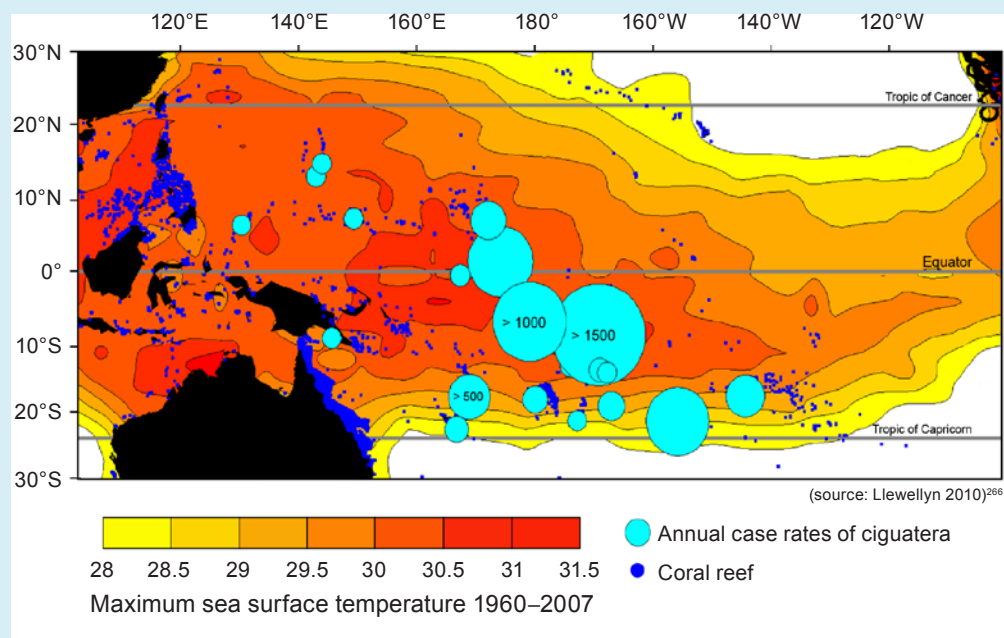 120°E 140°E 160°E 180° 160°W 140°W 120°W
30°N
Tropic of Cancer
20°N
10°N
0°
Equator
> 1000
> 1500
10°S
> 500
20°S
Tropic of Capricorn
30°S
(source: Llewellyn 2010)266
Annual case rates of ciguatera
28 28.5 29 29.5 30 30.5 31 31.5
Coral reef
Maximum sea surface temperature 1960–2007